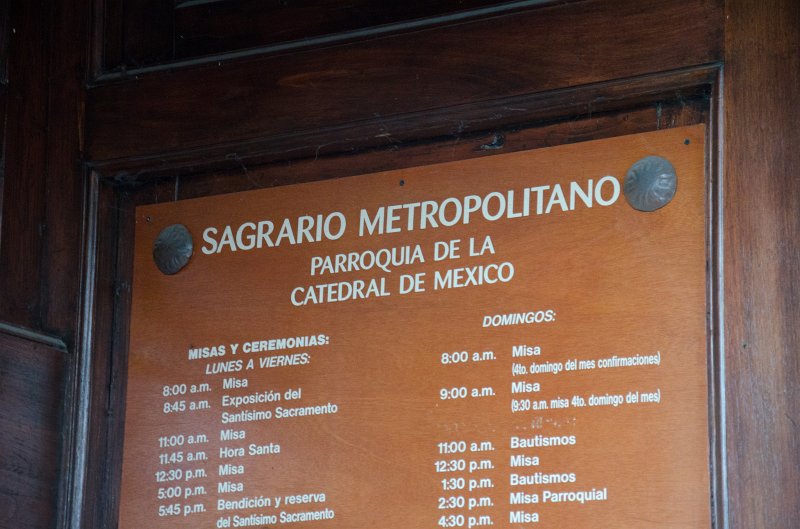 SAGRARIO METROPOLITANO
PARROQUIA DE LA
CATEDRAL DE MEXICO
MISAS Y CEREMONIAS:
LUNES A VIERNES:
8:00 a.m. Misa
8:45 a.m. Exposición del
Santísimo Sacramento
11:00 a.m. Misa
11.45 a.m. Hora Santa
12:30 p.m. Misa
5:00 p.m. Misa
5:45 p.m. Bendición y reserva
del Santísimo Sacramento
DOMINGOS:
8:00 a.m. Misa
(4to. domingo del mes confirmaciones)
9:00 a.m. Misa
(9:30 a.m. misa 4to. domingo del mes)
11:00 a.m. Bautismos
12:30 p.m. Misa
1:30 p.m. Bautismos
2:30 p.m. Misa Parroquial
4:30 p.m. Misa